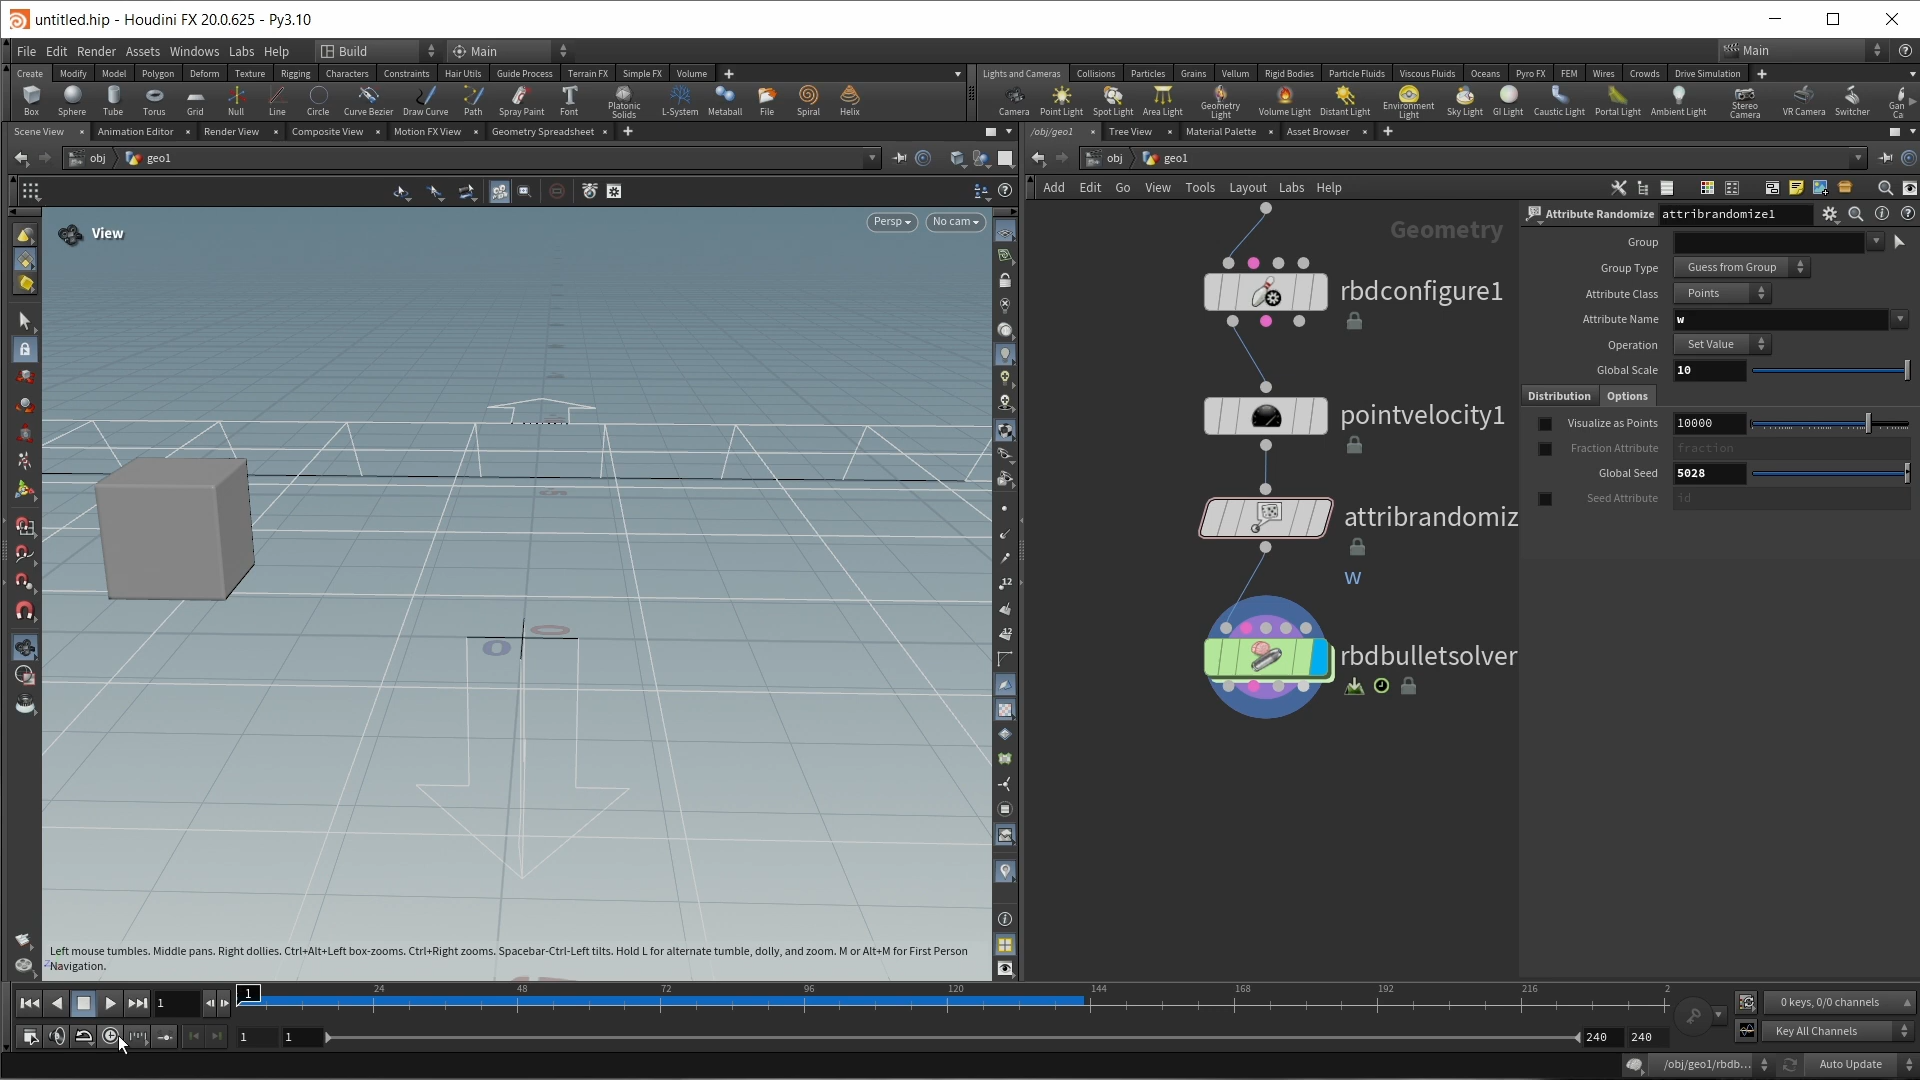 untitled.hip - Houdini FX 20.0.625 - Py3.10
File Edit Render Assets Windows Labs Help Build Main Main
Create Modify Model Polygon Deform Texture Rigging Characters Constraints Hair Utils Guide Process Terrain FX Simple FX Volume
Lights and Cameras Collisions Particles Grains Vellum Rigid Bodies Particle Fluids Viscous Fluids Oceans Pyro FX FEM Wires Crowds Drive Simulation
Box Sphere Tube Torus Grid Null Line Circle Curve Bezier Draw Curve Path Spray Paint Font Platonic Solids L-System Metaball File Spiral Helix
Camera Point Light Spot Light Area Light Geometry Light Volume Light Distant Light Environment Light Sky Light GI Light Caustic Light Portal Light Ambient Light Stereo Camera VR Camera Switcher
Scene View Animation Editor Render View Composite View Motion FX View Geometry Spreadsheet
/obj/geo1 Tree View Material Palette Asset Browser
obj geo1
obj geo1
Add Edit Go View Tools Layout Labs Help
View
Persp No cam
Left mouse tumbles. Middle pans. Right dollies. Ctrl+Alt+Left box-zooms. Ctrl+Right zooms. Spacebar-Ctrl-Left tilts. Hold L for alternate tumble, dolly, and zoom. M or Alt+M for First Person
Navigation.
Geometry
rbdconfigure1
pointvelocity1
attribrandomiz
w
rbdbulletsolver
Attribute Randomize attribrandomize1
Group
Group Type Guess from Group
Attribute Class Points
Attribute Name w
Operation Set Value
Global Scale 10
Distribution Options
Visualize as Points 10000
Fraction Attribute fraction
Global Seed 5028
Seed Attribute id
1 1 24 48 72 96 120 144 168 192 216 2
0 keys, 0/0 channels
1 1 240 240
Key All Channels
/obj/geo1/rbdb... Auto Update